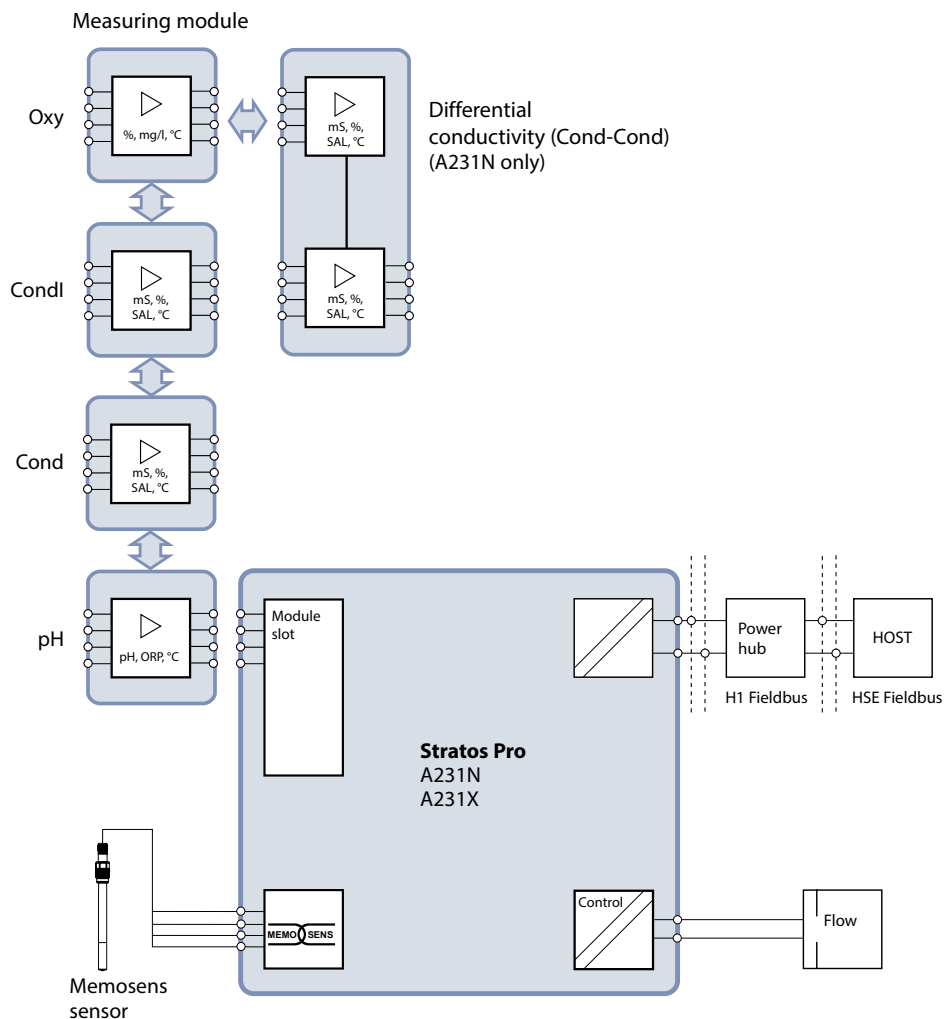 Measuring module
Oxy
%, mg/l, °C
mS, %,
SAL, °C
Differential
conductivity (Cond-Cond)
(A231N only)
CondI
mS, %,
SAL, °C
mS, %,
SAL, °C
Cond
mS, %,
SAL, °C
pH
pH, ORP, °C
Module
slot
Power
hub
HOST
H1 Fieldbus
HSE Fieldbus
Stratos Pro
A231N
A231X
MEMO SENS
Control
Flow
Memosens
sensor